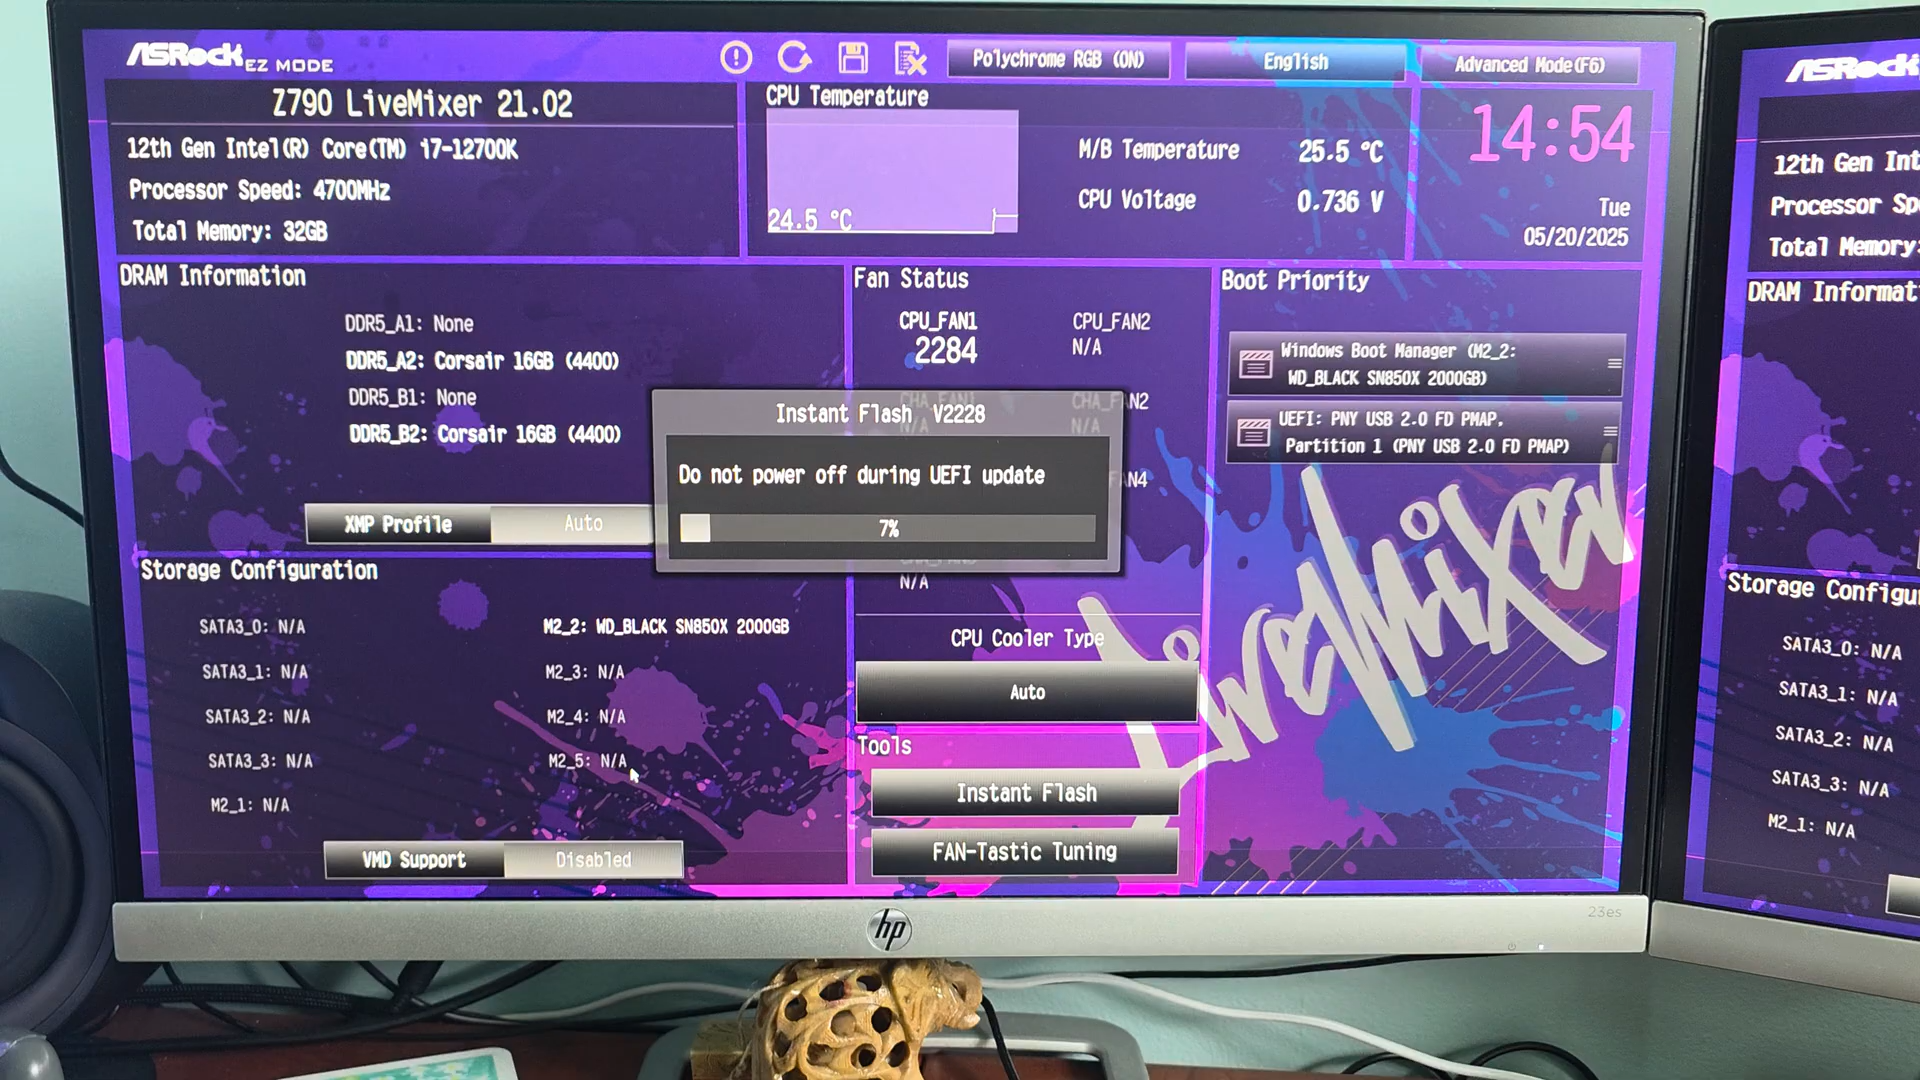 ASRock EZ MODE
Polychrome RGB (ON)
English
Advanced Mode(F6)
Z790 LiveMixer 21.02
12th Gen Intel(R) Core(TM) i7-12700K
Processor Speed: 4700MHz
Total Memory: 32GB
CPU Temperature
24.5 °C
M/B Temperature 25.5 °C
CPU Voltage 0.736 V
14:54
Tue
05/20/2025
DRAM Information
DDR5_A1: None
DDR5_A2: Corsair 16GB (4400)
DDR5_B1: None
DDR5_B2: Corsair 16GB (4400)
XMP Profile Auto
Fan Status
CPU_FAN1
2284
CPU_FAN2
N/A
CHA_FAN1
N/A
CHA_FAN2
N/A
FAN4
N/A
Boot Priority
Windows Boot Manager (M2_2:
WD_BLACK SN850X 2000GB)
UEFI: PNY USB 2.0 FD PMAP,
Partition 1 (PNY USB 2.0 FD PMAP)
Instant Flash V2228
Do not power off during UEFI update
7%
Storage Configuration
SATA3_0: N/A
SATA3_1: N/A
SATA3_2: N/A
SATA3_3: N/A
M2_1: N/A
M2_2: WD_BLACK SN850X 2000GB
M2_3: N/A
M2_4: N/A
M2_5: N/A
VMD Support Disabled
CPU Cooler Type
Auto
Tools
Instant Flash
FAN-Tastic Tuning
LiveMixer
hp
23es
ASRock
12th Gen Int
Processor Sp
Total Memory:
DRAM Informat
Storage Configu
SATA3_0: N/A
SATA3_1: N/A
SATA3_2: N/A
SATA3_3: N/A
M2_1: N/A